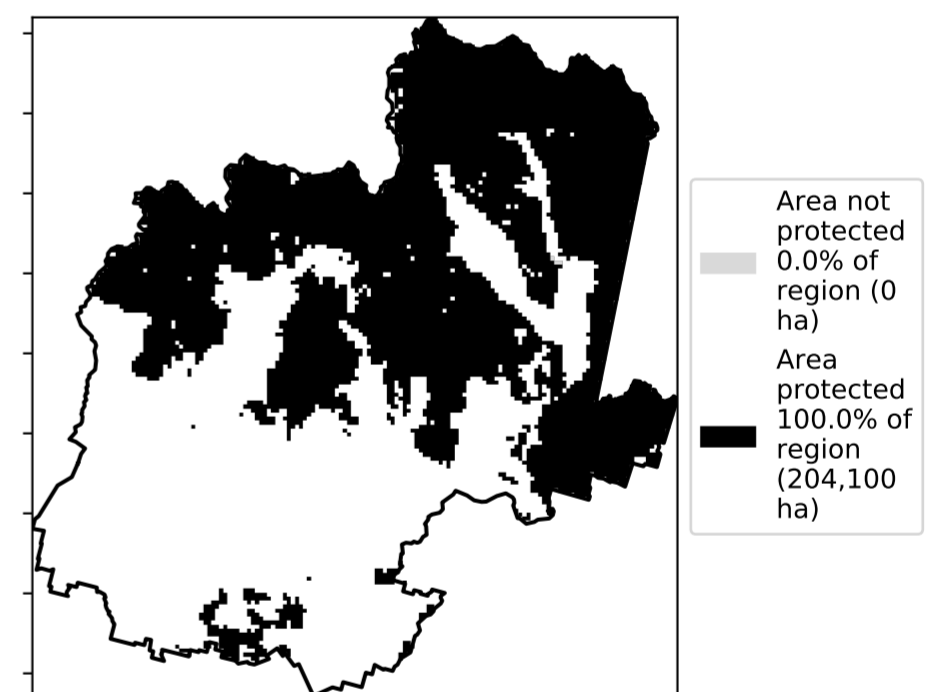 Area not
protected
0.0% of
region (0
ha)
Area
protected
100.0% of
region
(204,100
ha)